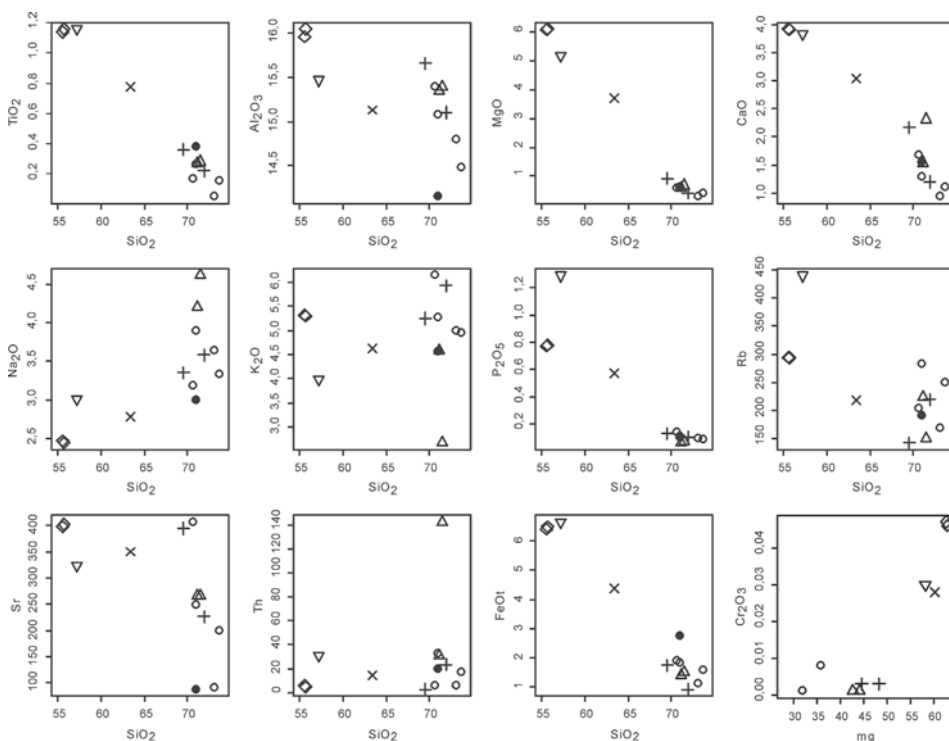 TiO2
1,2
1,0
0,8
0,6
0,4
0,2
55 60 65 70
SiO2
Al2O3
16,0
15,5
15,0
14,5
55 60 65 70
SiO2
MgO
6
5
4
3
2
1
55 60 65 70
SiO2
CaO
4,0
3,5
3,0
2,5
2,0
1,5
1,0
55 60 65 70
SiO2
Na2O
4,5
4,0
3,5
3,0
2,5
55 60 65 70
SiO2
K2O
6,0
5,5
5,0
4,5
4,0
3,5
3,0
55 60 65 70
SiO2
P2O5
1,2
1,0
0,8
0,6
0,4
0,2
55 60 65 70
SiO2
Rb
450
400
350
300
250
200
150
55 60 65 70
SiO2
Sr
400
350
300
250
200
150
100
55 60 65 70
SiO2
Th
140
120
100
80
60
40
20
0
55 60 65 70
SiO2
FeOt
6
5
4
3
2
1
55 60 65 70
SiO2
Cr2O3
0,04
0,03
0,02
0,01
0,00
30 35 40 45 50 55 60
mg